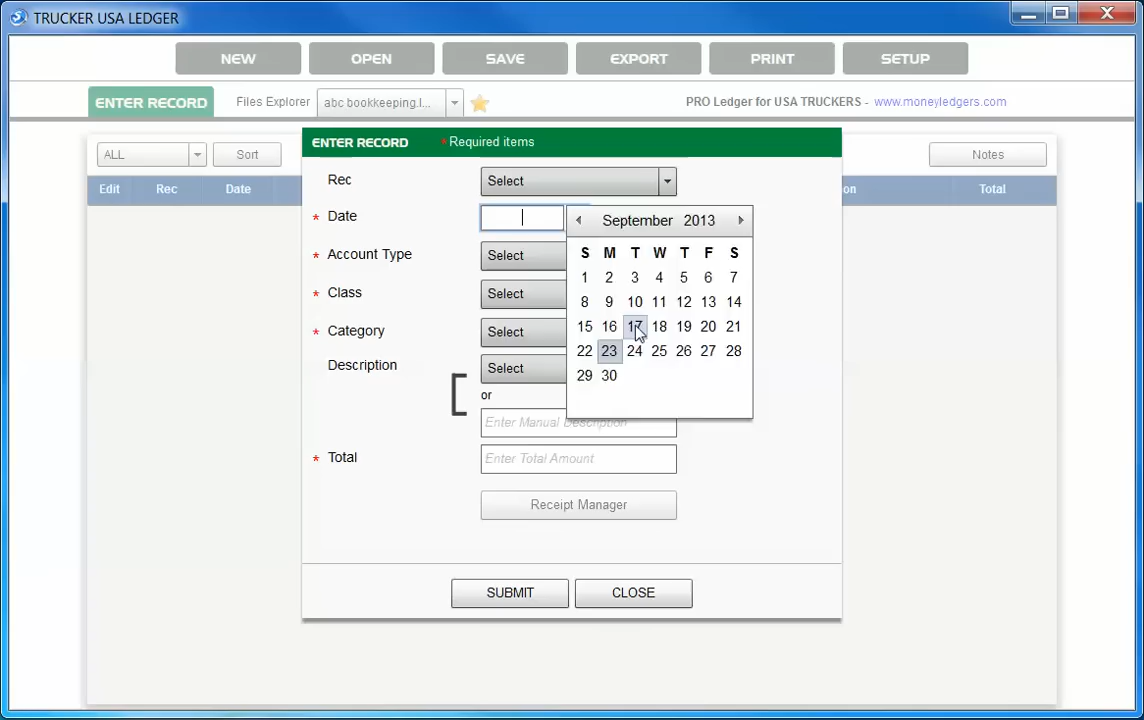 TRUCKER USA LEDGER
NEW OPEN SAVE EXPORT PRINT SETUP
ENTER RECORD Files Explorer abc bookkeeping.l... PRO Ledger for USA TRUCKERS - www.moneyledgers.com
ENTER RECORD * Required items
ALL Sort Notes
Edit Rec Date on Total
Rec Select
* Date
September 2013
S M T W T F S
1 2 3 4 5 6 7
8 9 10 11 12 13 14
15 16 17 18 19 20 21
22 23 24 25 26 27 28
29 30
* Account Type Select
* Class Select
* Category Select
Description Select
or
Enter Manual Description
* Total Enter Total Amount
Receipt Manager
SUBMIT CLOSE